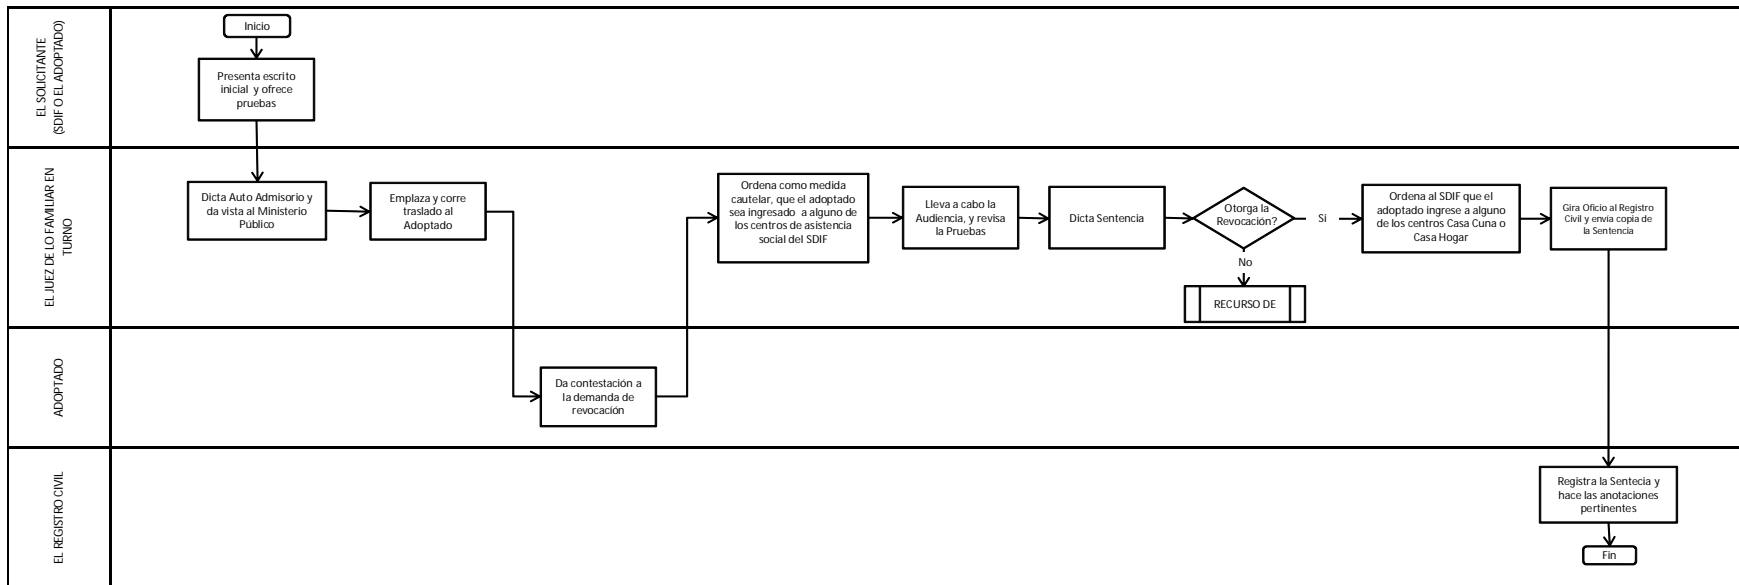 EL SOLICITANTE
(SDIF O EL ADOPTADO)
Inicio
Presenta escrito
inicial y ofrece
pruebas
EL JUEZ DE LO FAMILIAR EN
TURNO
Dicta Auto Admisorio y
da vista al Ministerio
Público
Emplaza y corre
traslado al
Adoptado
Ordena como medida
cautelar, que el adoptado
sea ingresado a alguno de
los centros de asistencia
social del SDIF
Lleva a cabo la
Audiencia, y revisa
la Pruebas
Dicta Sentencia
Otorga la
Revocación?
Si
No
RECURSO DE
Ordena al SDIF que el
adoptado ingrese a alguno
de los centros Casa Cuna o
Casa Hogar
Gira Oficio al Registro
Civil y envía copia de
la Sentencia
ADOPTADO
Da contestación a
la demanda de
revocación
EL REGISTRO CIVIL
Registra la Sentecia y
hace las anotaciones
pertinentes
Fin